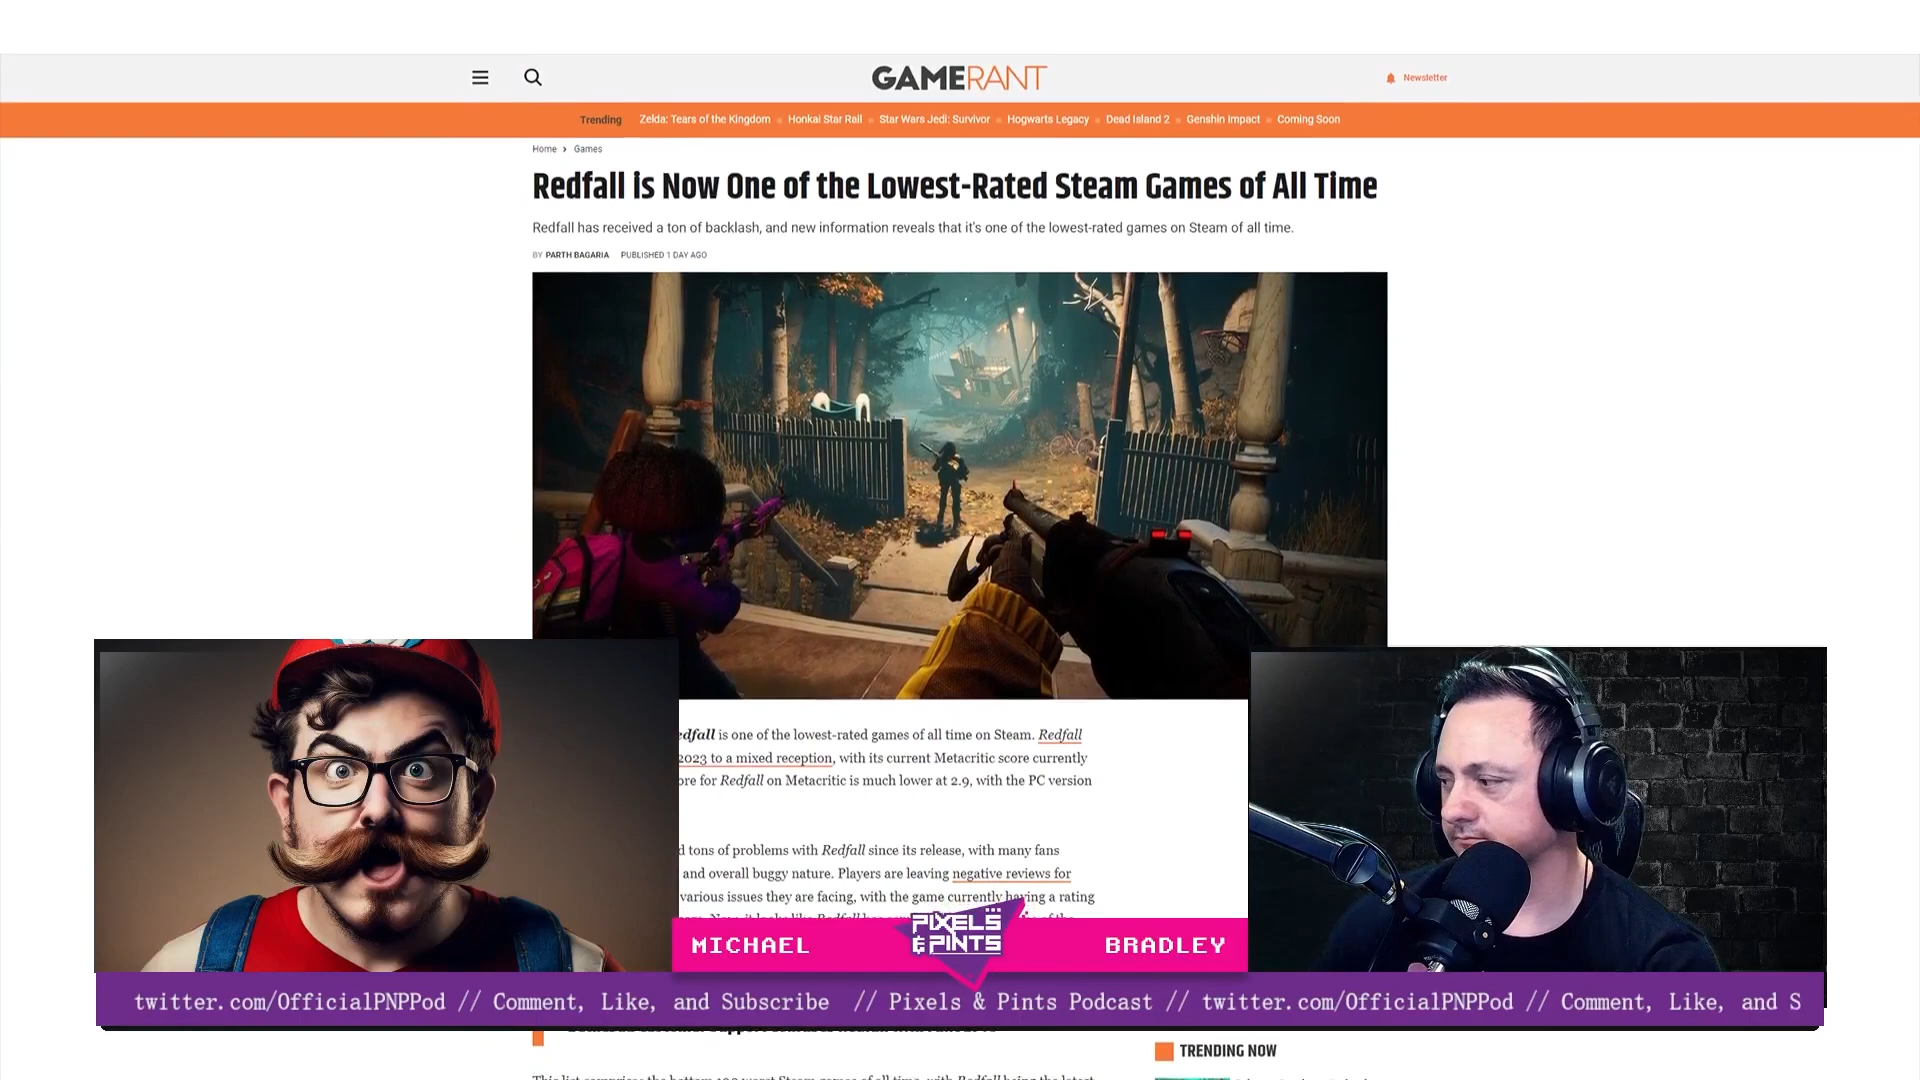 GAMERANT
Newsletter
Trending Zelda: Tears of the Kingdom Honkai Star Rail Star Wars Jedi: Survivor Hogwarts Legacy Dead Island 2 Genshin Impact Coming Soon
Home > Games
Redfall is Now One of the Lowest-Rated Steam Games of All Time
Redfall has received a ton of backlash, and new information reveals that it's one of the lowest-rated games on Steam of all time.
BY PARTH BAGARIA PUBLISHED 1 DAY AGO
edfall is one of the lowest-rated games of all time on Steam. Redfall
2023 to a mixed reception, with its current Metacritic score currently
ore for Redfall on Metacritic is much lower at 2.9, with the PC version
d tons of problems with Redfall since its release, with many fans
and overall buggy nature. Players are leaving negative reviews for
various issues they are facing, with the game currently having a rating
MICHAEL
PIXELS
& PINTS
BRADLEY
twitter.com/OfficialPNPPod // Comment, Like, and Subscribe // Pixels & Pints Podcast // twitter.com/OfficialPNPPod // Comment, Like, and S
TRENDING NOW